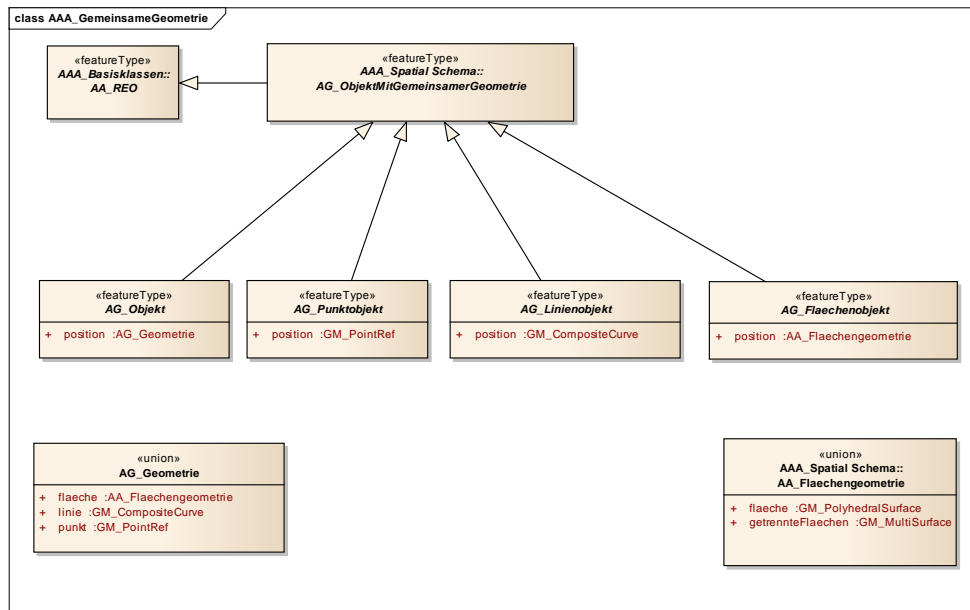 class AAA_GemeinsameGeometrie
«featureType»
AAA_Basisklassen::
AA_REO
«featureType»
AAA_Spatial Schema::
AG_ObjektMitGemeinsamerGeometrie
«featureType»
AG_Objekt
+ position :AG_Geometrie
«featureType»
AG_Punktobjekt
+ position :GM_PointRef
«featureType»
AG_Linienobjekt
+ position :GM_CompositeCurve
«featureType»
AG_Flaechenobjekt
+ position :AA_Flaechengeometrie
«union»
AG_Geometrie
+ flaeche :AA_Flaechengeometrie
+ linie :GM_CompositeCurve
+ punkt :GM_PointRef
«union»
AAA_Spatial Schema::
AA_Flaechengeometrie
+ flaeche :GM_PolyhedralSurface
+ getrennteFlaechen :GM_MultiSurface